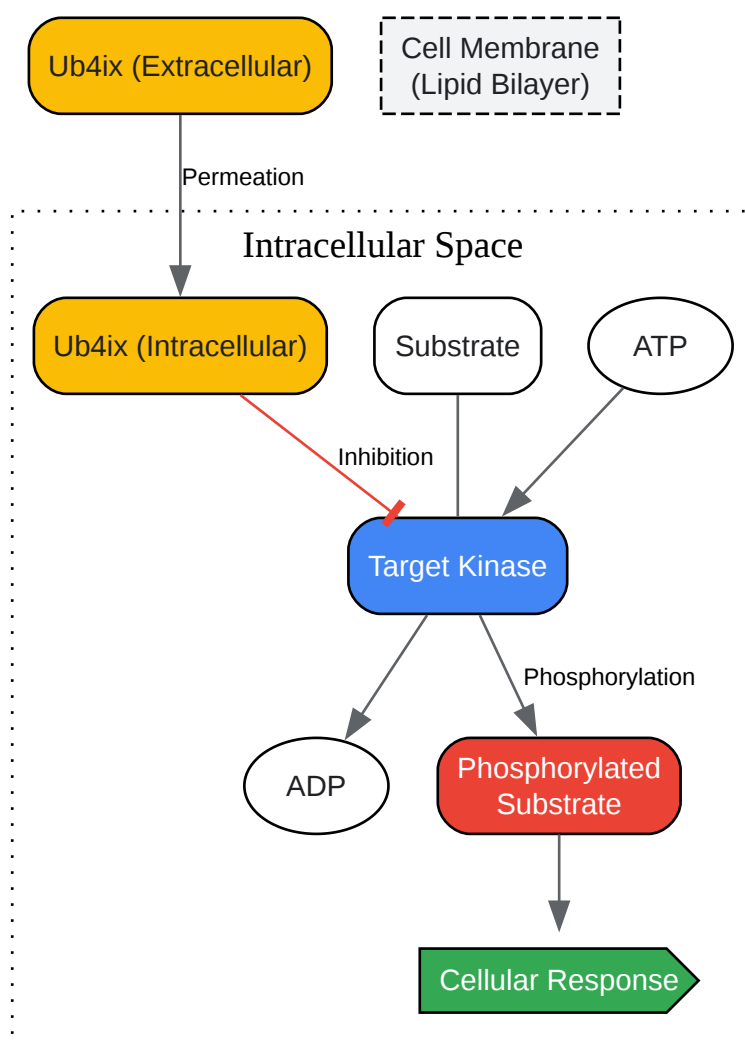 Ub4ix (Extracellular)
Cell Membrane
(Lipid Bilayer)
Permeation
Intracellular Space
Ub4ix (Intracellular)
Substrate
ATP
Inhibition
Target Kinase
Phosphorylation
ADP
Phosphorylated
Substrate
Cellular Response